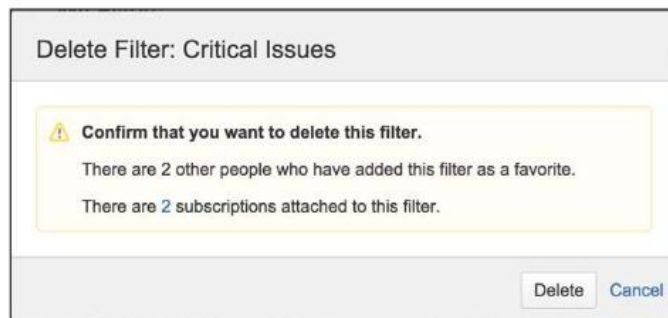 Delete Filter: Critical Issues
Confirm that you want to delete this filter.
There are 2 other people who have added this filter as a favorite.
There are 2 subscriptions attached to this filter.
Delete Cancel